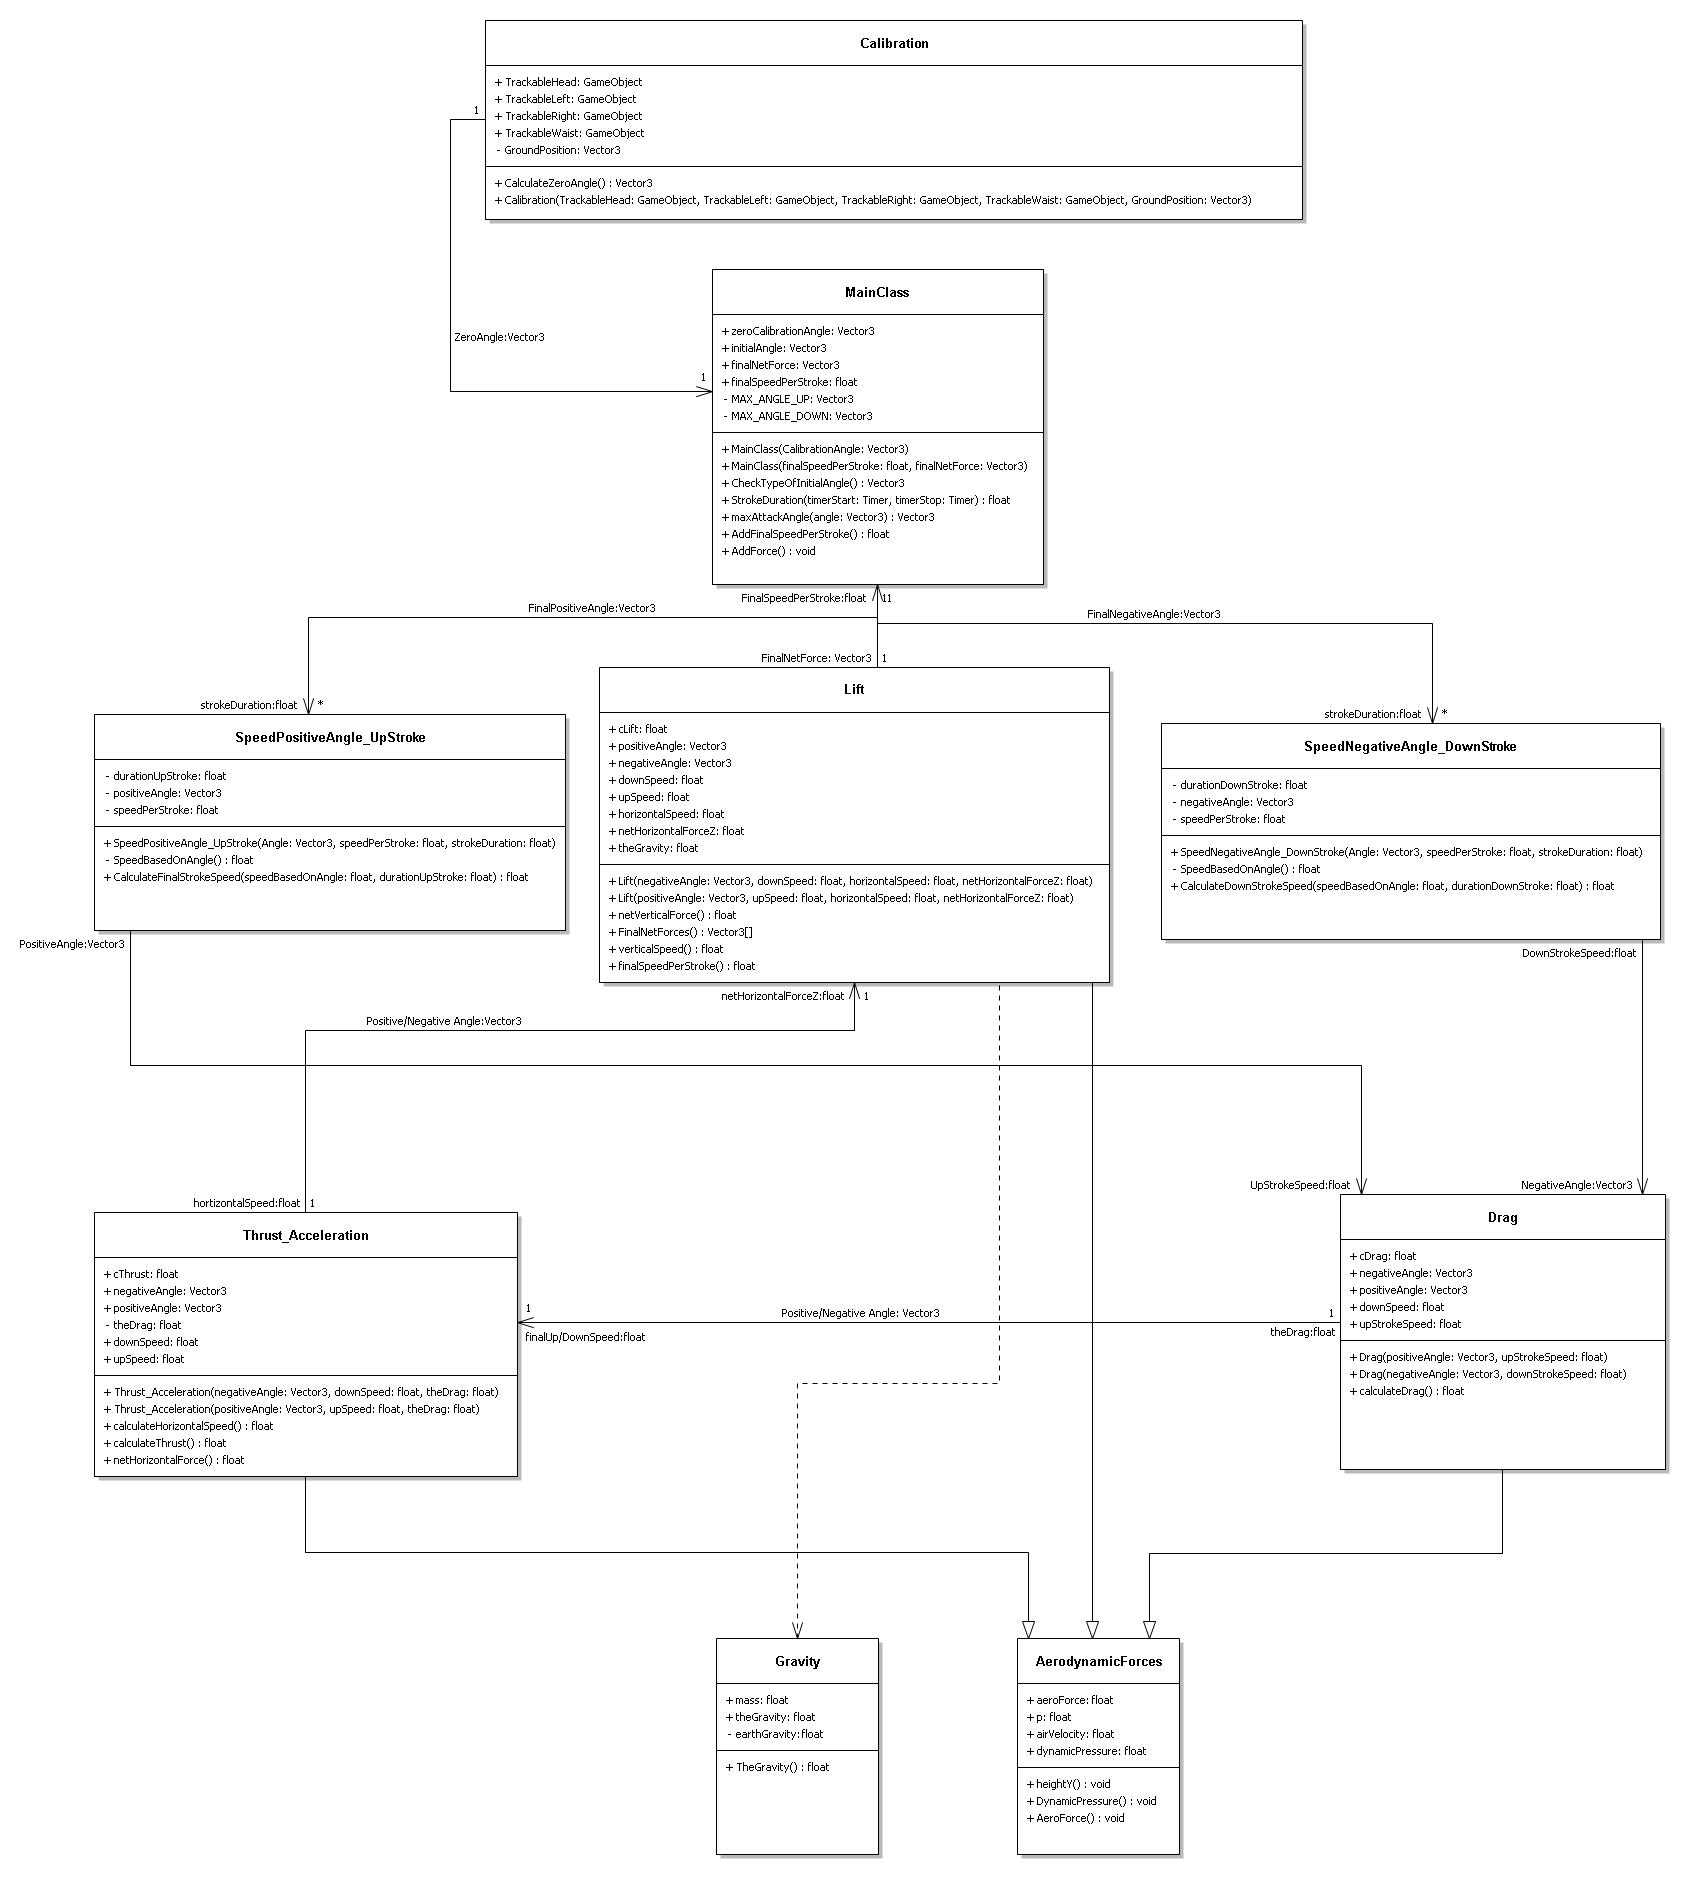 Calibration
+ TrackableHead: GameObject
+ TrackableLeft: GameObject
+ TrackableRight: GameObject
+ TrackableWaist: GameObject
- GroundPosition: Vector3
+ CalculateZeroAngle() : Vector3
+ Calibration(TrackableHead: GameObject, TrackableLeft: GameObject, TrackableRight: GameObject, TrackableWaist: GameObject, GroundPosition: Vector3)
1
ZeroAngle:Vector3
1
MainClass
+ zeroCalibrationAngle: Vector3
+ initialAngle: Vector3
+ finalNetForce: Vector3
+ finalSpeedPerStroke: float
- MAX_ANGLE_UP: Vector3
- MAX_ANGLE_DOWN: Vector3
+ MainClass(CalibrationAngle: Vector3)
+ MainClass(finalSpeedPerStroke: float, finalNetForce: Vector3)
+ CheckTypeOfInitialAngle() : Vector3
+ StrokeDuration(timerStart: Timer, timerStop: Timer) : float
+ maxAttackAngle(angle: Vector3) : Vector3
+ AddFinalSpeedPerStroke() : float
+ AddForce() : void
FinalSpeedPerStroke:float 11
FinalPositiveAngle:Vector3
FinalNegativeAngle:Vector3
FinalNetForce: Vector3 1
strokeDuration:float *
strokeDuration:float *
SpeedPositiveAngle_UpStroke
- durationUpStroke: float
- positiveAngle: Vector3
- speedPerStroke: float
+ SpeedPositiveAngle_UpStroke(Angle: Vector3, speedPerStroke: float, strokeDuration: float)
- SpeedBasedOnAngle() : float
+ CalculateFinalStrokeSpeed(speedBasedOnAngle: float, durationUpStroke: float) : float
Lift
+ cLift: float
+ positiveAngle: Vector3
+ negativeAngle: Vector3
+ downSpeed: float
+ upSpeed: float
+ horizontalSpeed: float
+ netHorizontalForceZ: float
+ theGravity: float
+ Lift(negativeAngle: Vector3, downSpeed: float, horizontalSpeed: float, netHorizontalForceZ: float)
+ Lift(positiveAngle: Vector3, upSpeed: float, horizontalSpeed: float, netHorizontalForceZ: float)
+ netVerticalForce() : float
+ FinalNetForces() : Vector3[]
+ verticalSpeed() : float
+ finalSpeedPerStroke() : float
SpeedNegativeAngle_DownStroke
- durationDownStroke: float
- negativeAngle: Vector3
- speedPerStroke: float
+ SpeedNegativeAngle_DownStroke(Angle: Vector3, speedPerStroke: float, strokeDuration: float)
- SpeedBasedOnAngle() : float
+ CalculateDownStrokeSpeed(speedBasedOnAngle: float, durationDownStroke: float) : float
PositiveAngle:Vector3
DownStrokeSpeed:float
netHorizontalForceZ:float 1
Positive/Negative Angle:Vector3
UpStrokeSpeed:float
NegativeAngle:Vector3
hortizontalSpeed:float 1
Thrust_Acceleration
+ cThrust: float
+ negativeAngle: Vector3
+ positiveAngle: Vector3
- theDrag: float
+ downSpeed: float
+ upSpeed: float
+ Thrust_Acceleration(negativeAngle: Vector3, downSpeed: float, theDrag: float)
+ Thrust_Acceleration(positiveAngle: Vector3, upSpeed: float, theDrag: float)
+ calculateHorizontalSpeed() : float
+ calculateThrust() : float
+ netHorizontalForce() : float
1
Positive/Negative Angle: Vector3
1
finalUp/DownSpeed:float
theDrag:float
Drag
+ cDrag: float
+ negativeAngle: Vector3
+ positiveAngle: Vector3
+ downSpeed: float
+ upStrokeSpeed: float
+ Drag(positiveAngle: Vector3, upStrokeSpeed: float)
+ Drag(negativeAngle: Vector3, downStrokeSpeed: float)
+ calculateDrag() : float
Gravity
+ mass: float
+ theGravity: float
- earthGravity:float
+ TheGravity() : float
AerodynamicForces
+ aeroForce: float
+ p: float
+ airVelocity: float
+ dynamicPressure: float
+ heightY() : void
+ DynamicPressure() : void
+ AeroForce() : void